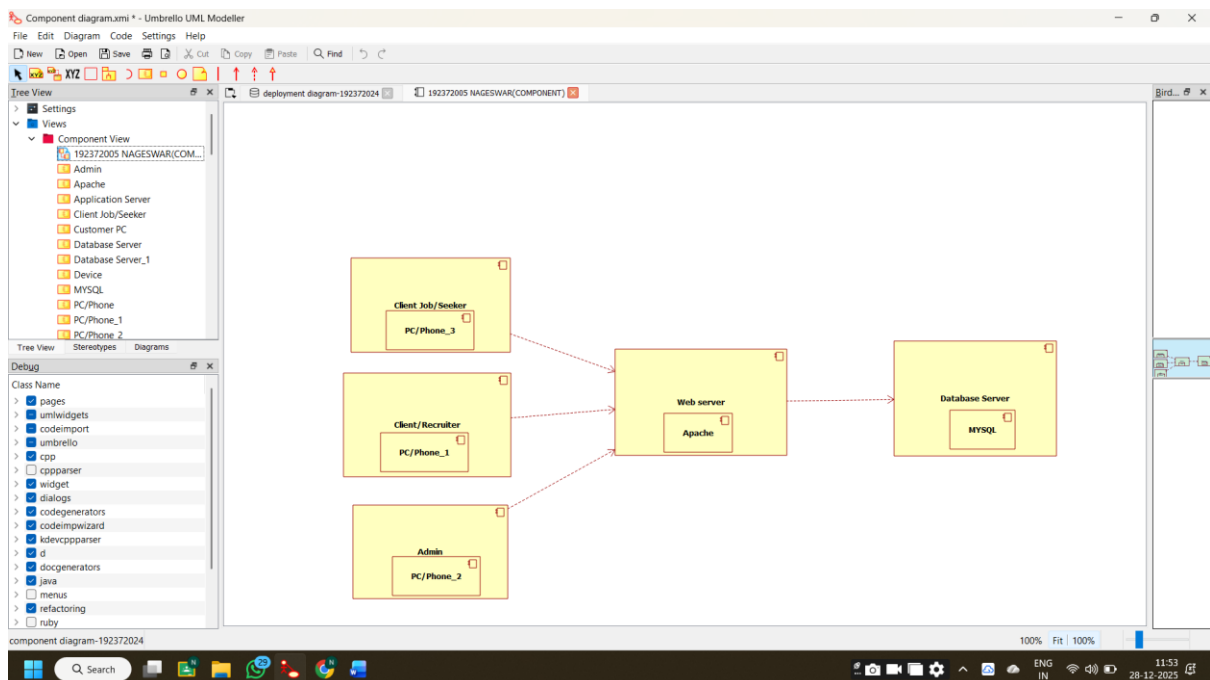 Component diagram.xmi * - Umbrello UML Modeller
File Edit Diagram Code Settings Help
New Open Save Cut Copy Paste Find
XYZ XYZ
Tree View
deployment diagram-192372024
192372005 NAGESWAR(COMPONENT)
Bird...
Settings
Views
Component View
192372005 NAGESWAR(COM...
Admin
Apache
Application Server
Client Job/Seeker
Customer PC
Database Server
Database Server_1
Device
MYSQL
PC/Phone
PC/Phone_1
PC/Phone 2
Tree View Stereotypes Diagrams
Debug
Class Name
pages
umlwidgets
codeimport
umbrello
cpp
cppparser
widget
dialogs
codegenerators
codeimpwizard
kdevcppparser
d
docgenerators
java
menus
refactoring
ruby
Client Job/Seeker
PC/Phone_3
Client/Recruiter
PC/Phone_1
Admin
PC/Phone_2
Web server
Apache
Database Server
MYSQL
component diagram-192372024
100% Fit 100%
Search
29
ENG
IN
11:53
28-12-2025